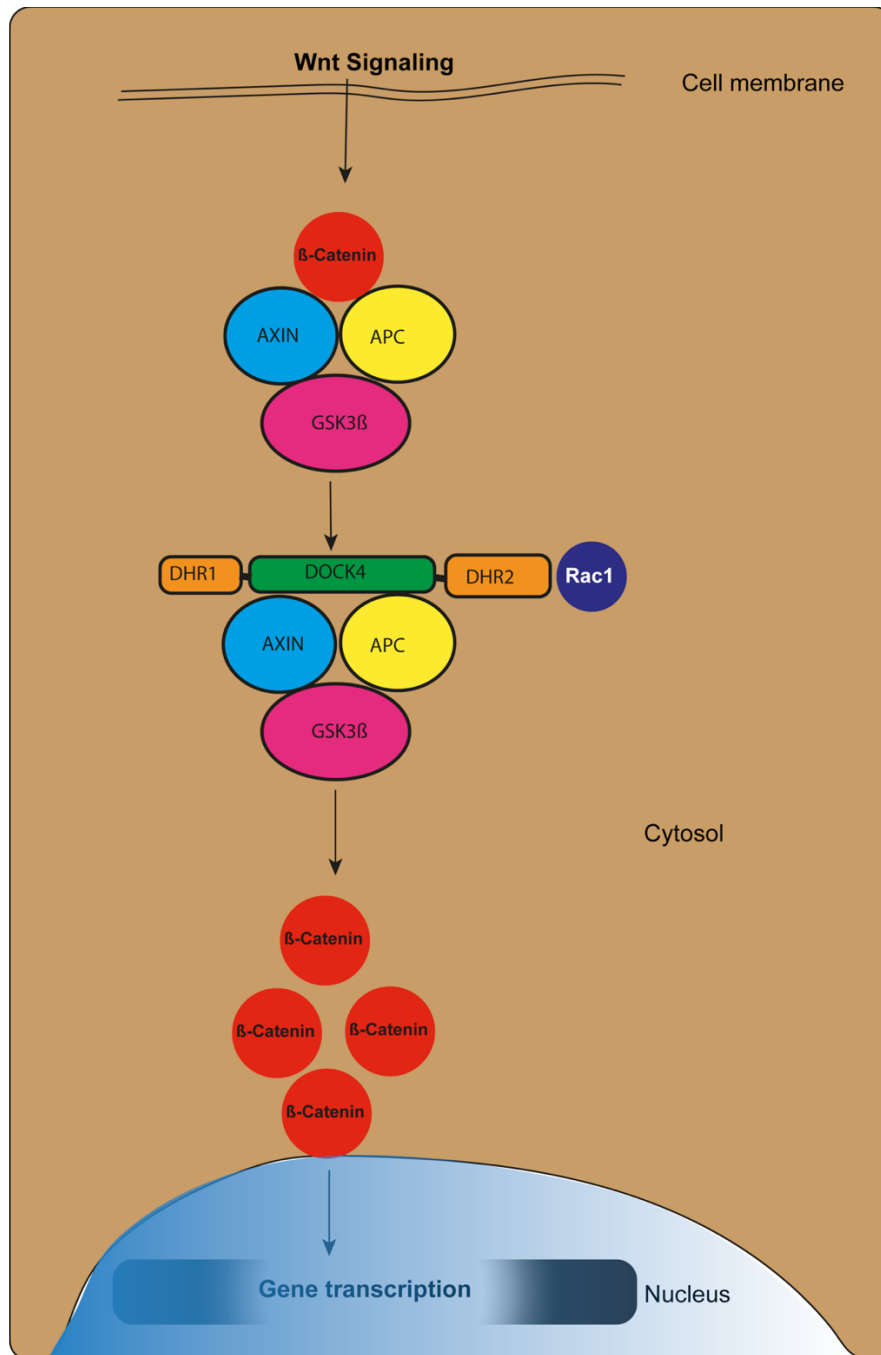 Wnt Signaling
Cell membrane
ß-Catenin
AXIN
APC
GSK3ß
DHR1
DOCK4
DHR2
Rac1
AXIN
APC
GSK3ß
Cytosol
ß-Catenin
ß-Catenin
ß-Catenin
ß-Catenin
Gene transcription
Nucleus